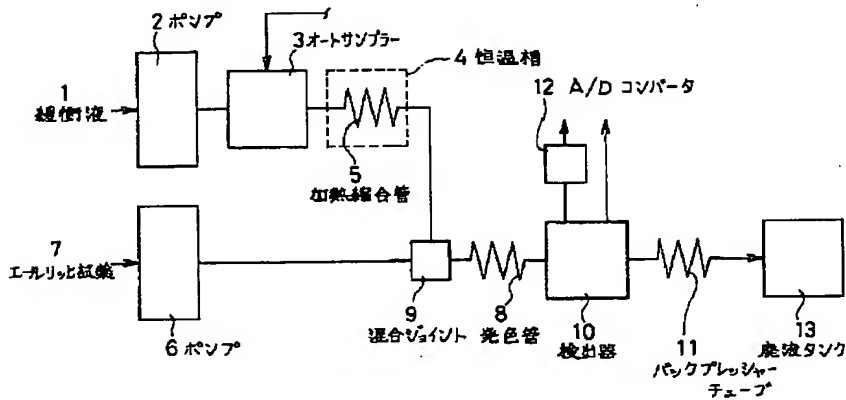 2 ポンプ
3 オートサンプラー
4 恒温相
1
緩衝液
5
加熱縮合管
12 A/D コンバータ
7
エールリッヒ試薬
6 ポンプ
9
混合ジョイント
8
発色管
10
検出器
11
バックプレッシャー
チューブ
13
廃液タンク